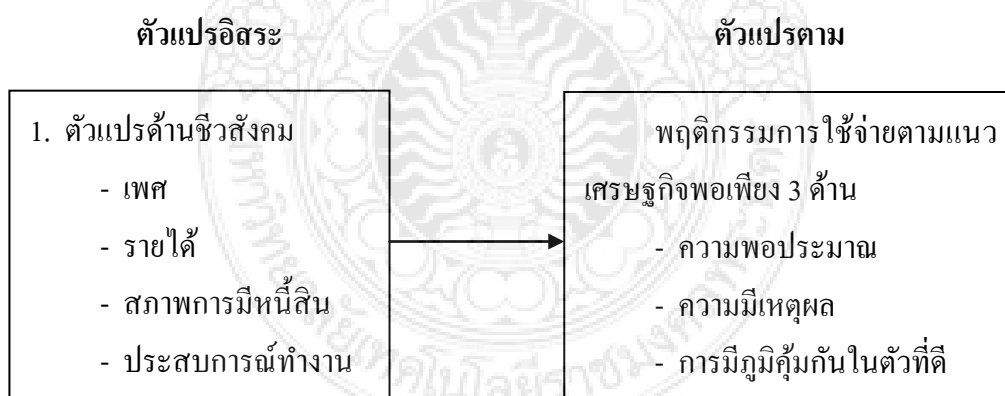 ตัวแปรอิสระ
ตัวแปรตาม
1. ตัวแปรด้านชีวสังคม
- เพศ
- รายได้
- สภาพการมีหนี้สิน
- ประสบการณ์ทำงาน
พฤติกรรมการใช้จ่ายตามแนว
เศรษฐกิจพอเพียง 3 ด้าน
- ความพอประมาณ
- ความมีเหตุผล
- การมีภูมิคุ้มกันในตัวที่ดี